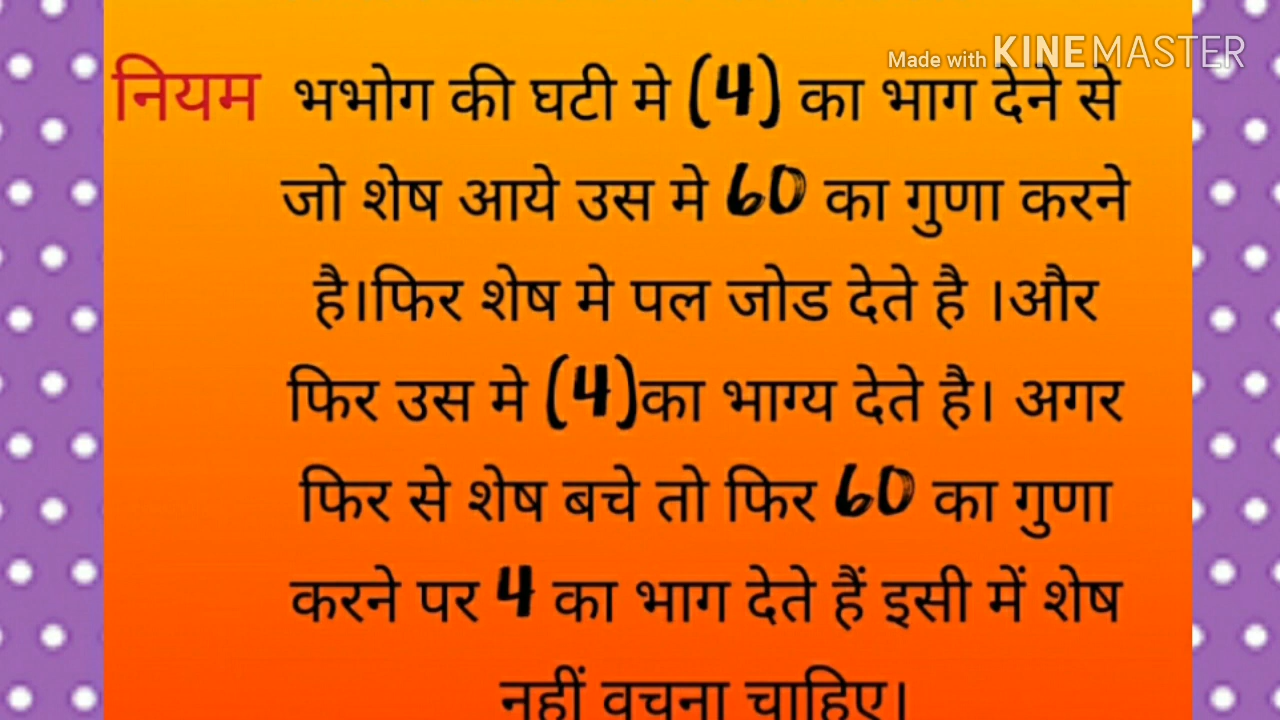 Made with KINEMASTER
नियम भभोग की घटी मे (4) का भाग देने से
जो शेष आये उस मे 60 का गुणा करने
है।फिर शेष मे पल जोड देते है ।और
फिर उस मे (4)का भाग्य देते है। अगर
फिर से शेष बचे तो फिर 60 का गुणा
करने पर 4 का भाग देते हैं इसी में शेष
नहीं वचना चाहिए।